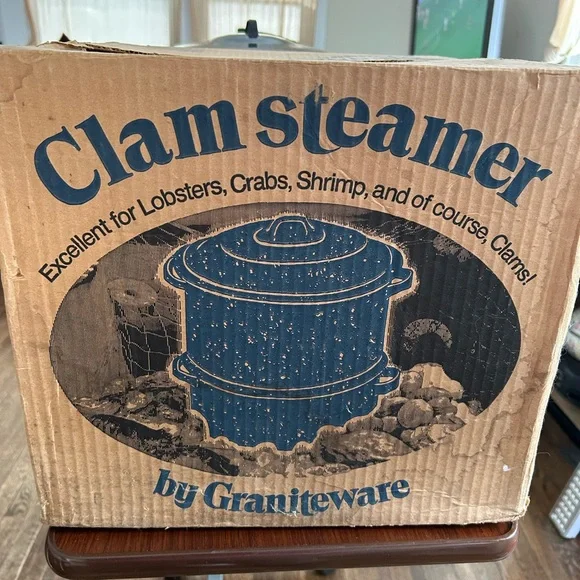 Clam steamer
Excellent for Lobsters, Crabs, Shrimp, and of course, Clams!
by Graniteware